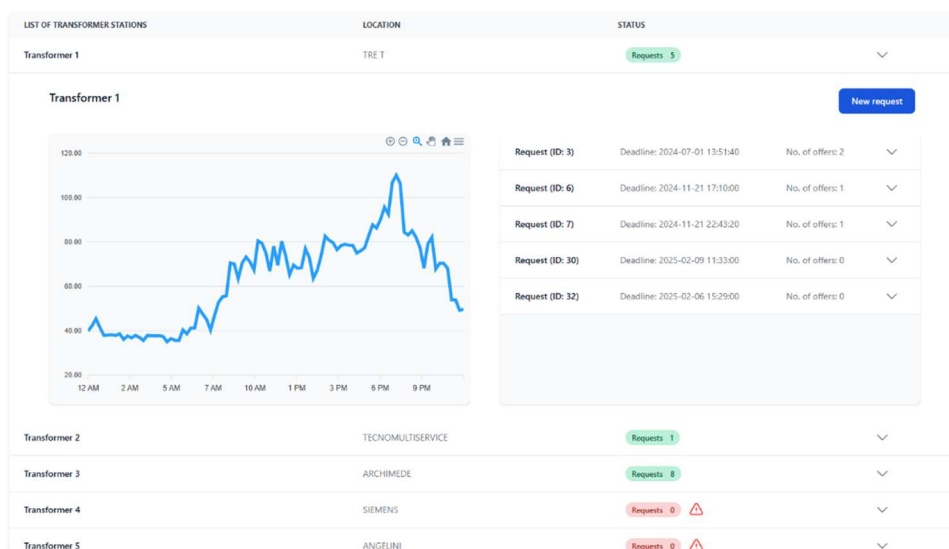 LIST OF TRANSFORMER STATIONS LOCATION STATUS
Transformer 1 TRE T Requests 5
Transformer 1 New request
120.00
100.00
80.00
60.00
40.00
20.00
12 AM 2 AM 5 AM 7 AM 10 AM 1 PM 3 PM 6 PM 9 PM
Request (ID: 3) Deadline: 2024-07-01 13:51:40 No. of offers: 2
Request (ID: 6) Deadline: 2024-11-21 17:10:00 No. of offers: 1
Request (ID: 7) Deadline: 2024-11-21 22:43:20 No. of offers: 1
Request (ID: 30) Deadline: 2025-02-09 11:33:00 No. of offers: 0
Request (ID: 32) Deadline: 2025-02-06 15:29:00 No. of offers: 0
Transformer 2 TECNOMULTISERVICE Requests 1
Transformer 3 ARCHIMEDE Requests 8
Transformer 4 SIEMENS Requests 0
Transformer 5 ANGELINI Requests 0